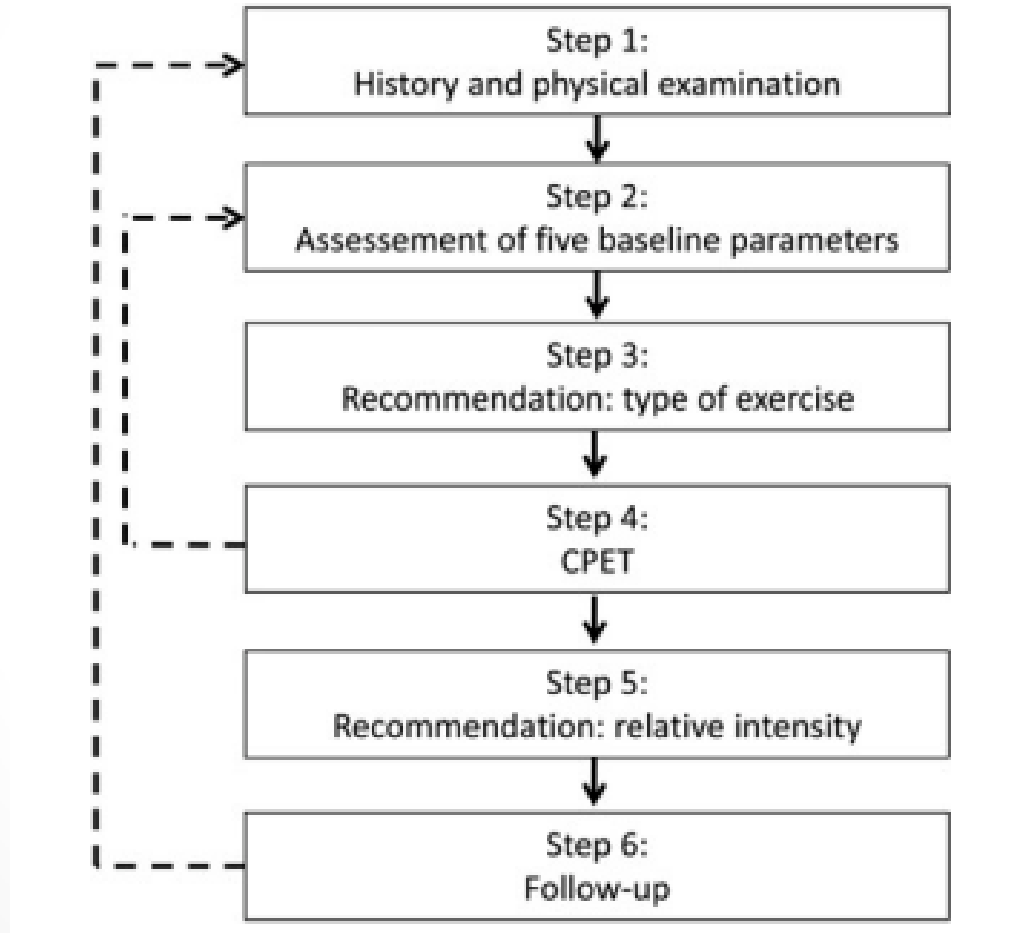 Step 1:
History and physical examination
Step 2:
Assessement of five baseline parameters
Step 3:
Recommendation: type of exercise
Step 4:
CPET
Step 5:
Recommendation: relative intensity
Step 6:
Follow-up